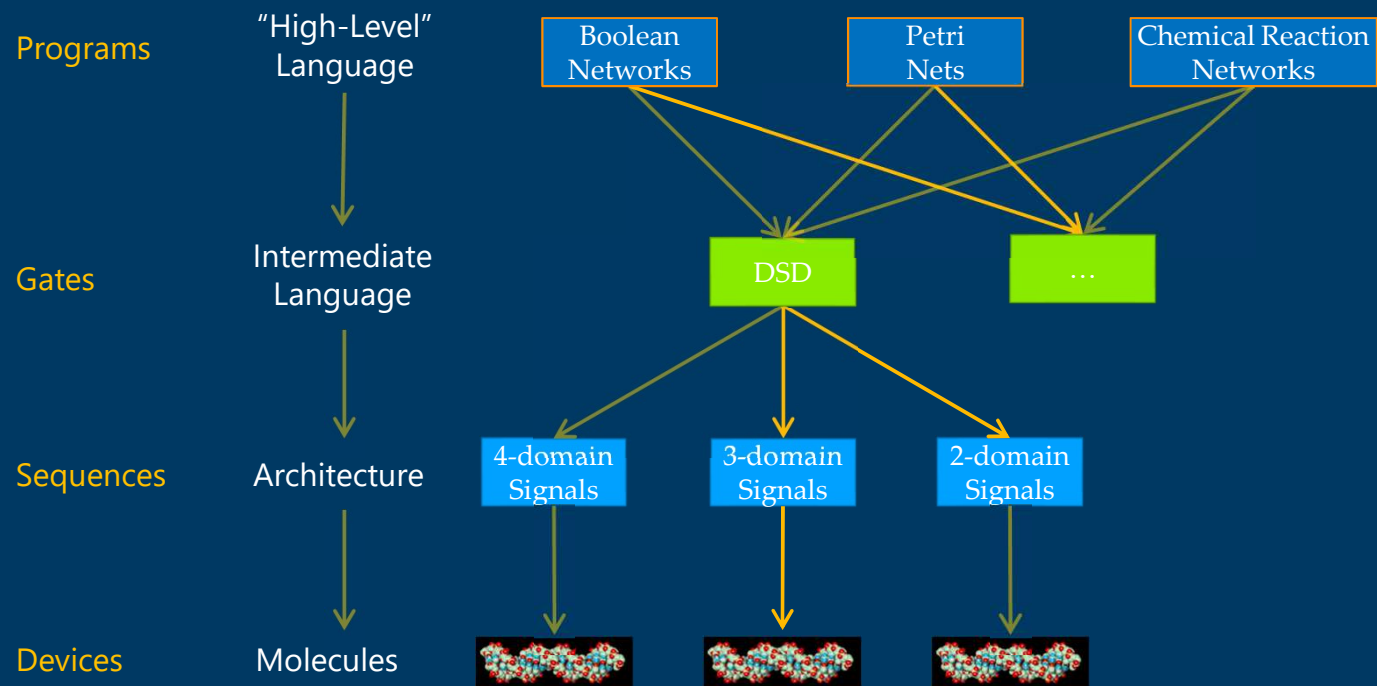 Programs
“High-Level”
Language
Boolean
Networks
Petri
Nets
Chemical Reaction
Networks
Gates
Intermediate
Language
DSD
…
Sequences
Architecture
4-domain
Signals
3-domain
Signals
2-domain
Signals
Devices
Molecules